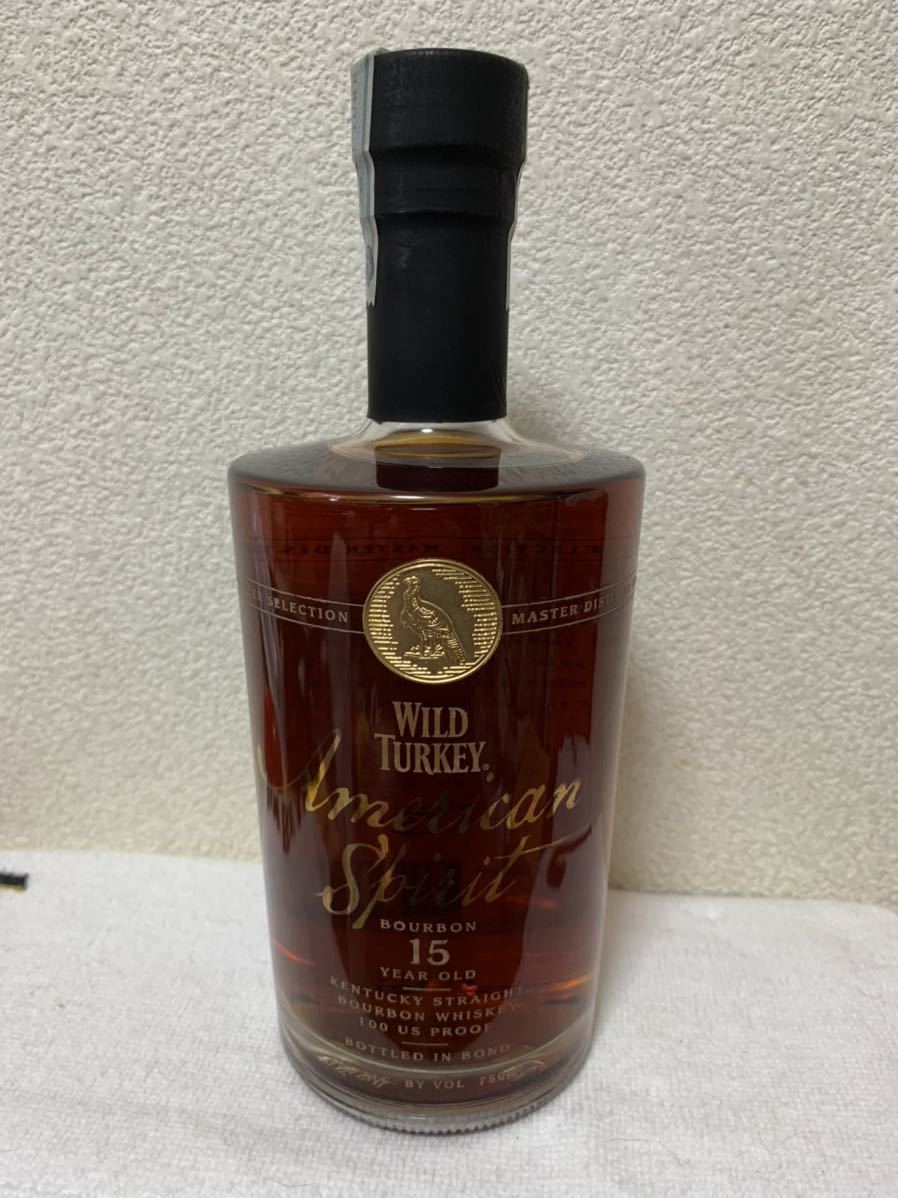 SELECTION MASTER
WILD
TURKEY®
American
Spirit
BOURBON
15
YEAR OLD
KENTUCKY STRAIGHT
BOURBON WHISKEY
100 US PROOF
BOTTLED IN BOND
BY VOL